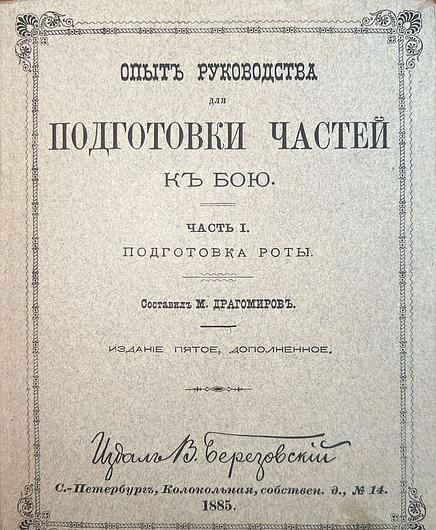 ОПЫТЪ РУКОВОДСТВА
для
ПОДГОТОВКИ ЧАСТЕЙ
КЪ БОЮ.
ЧАСТЬ I.
ПОДГОТОВКА РОТЫ.
Составилъ М. ДРАГОМИРОВЪ.
ИЗДАНІЕ ПЯТОЕ, ДОПОЛНЕННОЕ.
Издалъ В. Березовскій
С.-Петербургъ, Колокольная, собствен. д., № 14.
1885.